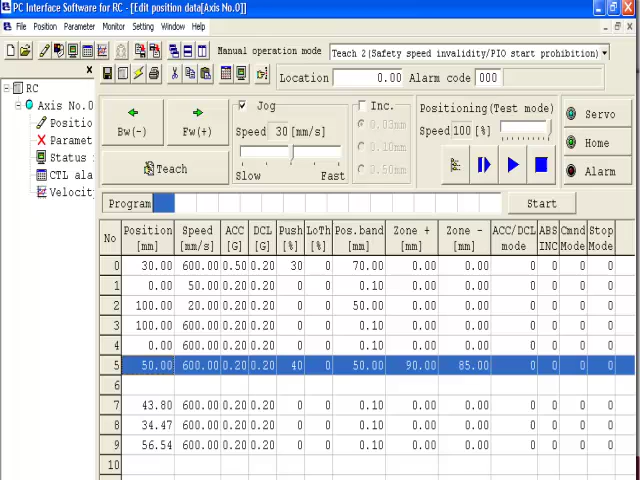 PC Interface Software for RC - [Edit position data[Axis No.0]]
File Position Parameter Monitor Setting Window Help
Manual operation mode Teach 2(Safety speed invalidity/PIO start prohibition)
Location 0.00 Alarm code 000
RC
Axis No.0
Positio
Paramet
Status
CTL ala
Velocit
Bw(-) Fw(+)
Teach
Jog
Speed 30 [mm/s]
Slow Fast
Inc.
0.03mm
0.10mm
0.50mm
Positioning(Test mode)
Speed 100 [%]
Servo
Home
Alarm
Program Start
No Position [mm] Speed [mm/s] ACC [G] DCL [G] Push [%] LoTh [%] Pos.band [mm] Zone + [mm] Zone - [mm] ACC/DCL mode ABS INC Cmnd Mode Stop Mode
0 30.00 600.00 0.50 0.20 30 0 70.00 0.00 0.00 0 0 0 0
1 0.00 50.00 0.20 0.20 0 0 0.10 0.00 0.00 0 0 0 0
2 100.00 20.00 0.20 0.20 0 0 50.00 0.00 0.00 0 0 0 0
3 100.00 600.00 0.20 0.20 0 0 0.10 0.00 0.00 0 0 0 0
4 0.00 600.00 0.20 0.20 0 0 0.10 0.00 0.00 0 0 0 0
5 50.00 600.00 0.20 0.20 40 0 50.00 90.00 85.00 0 0 0 0
6
7 43.80 600.00 0.20 0.20 0 0 0.10 0.00 0.00 0 0 0 0
8 34.47 600.00 0.20 0.20 0 0 0.10 0.00 0.00 0 0 0 0
9 56.54 600.00 0.20 0.20 0 0 0.10 0.00 0.00 0 0 0 0
10